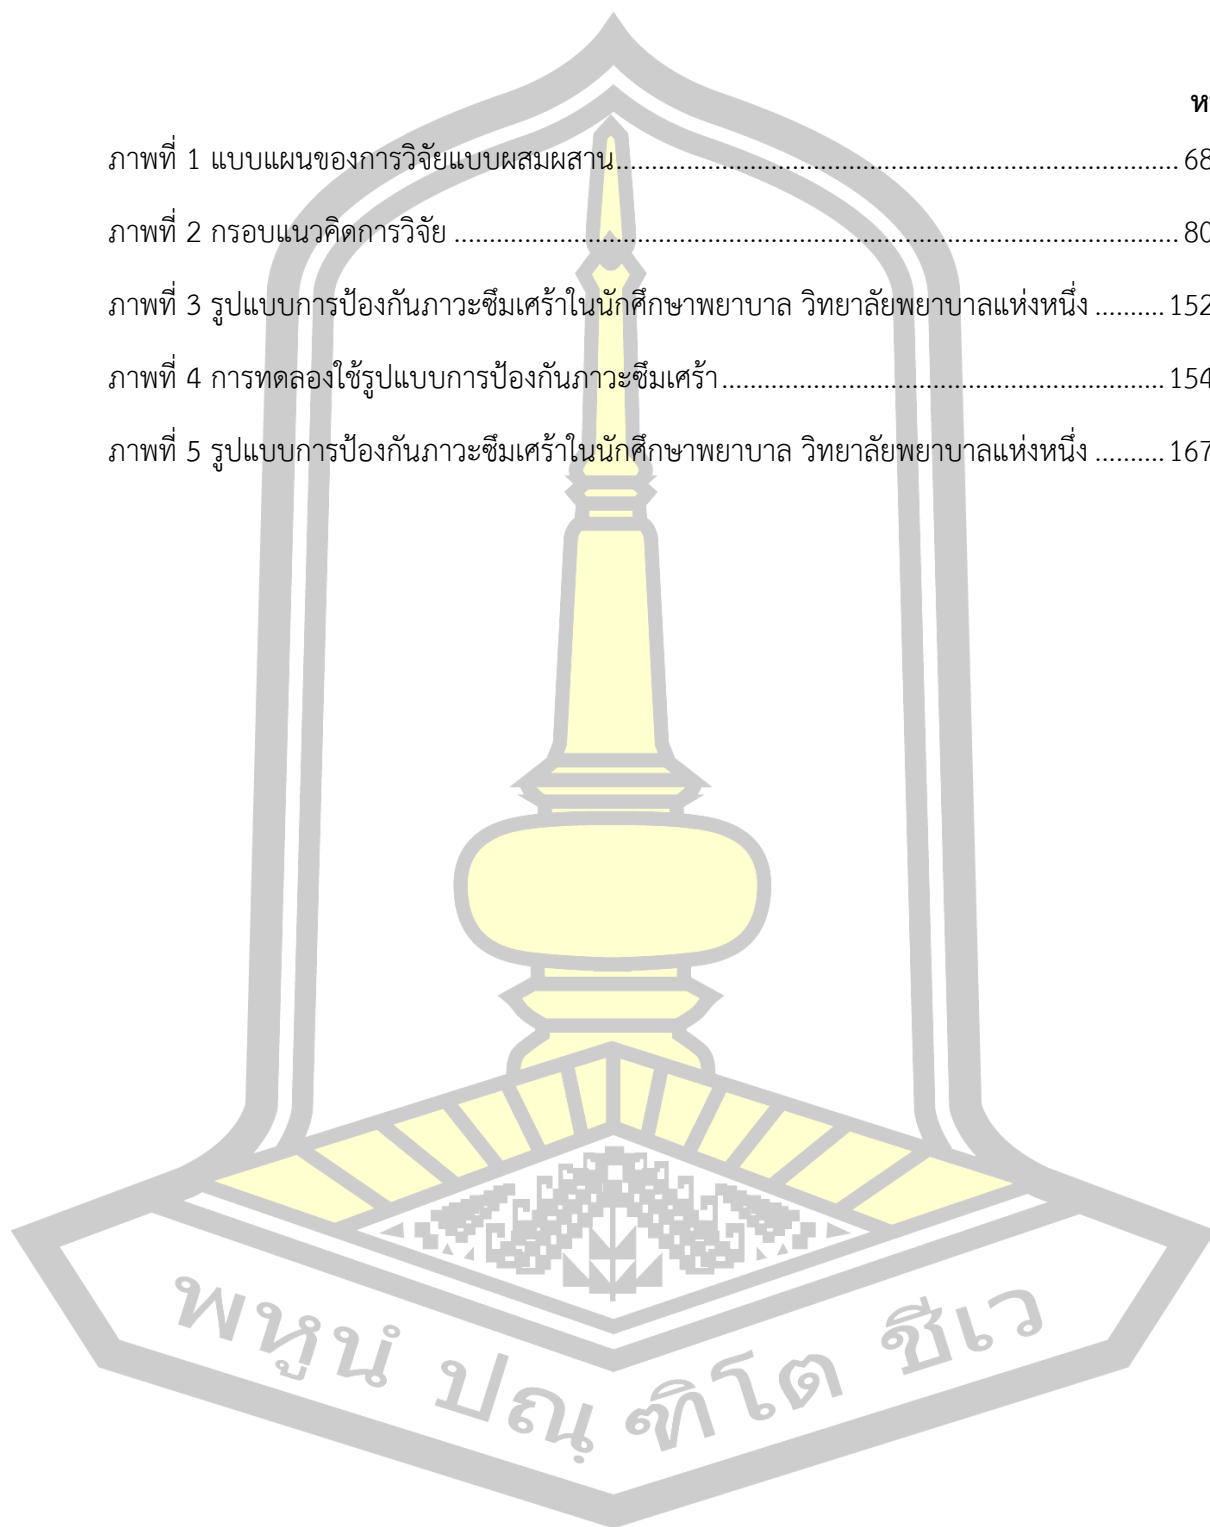 ภาพที่ 1 แบบแผนของการวิจัยแบบผสมผสาน.................................................................................. 68
ภาพที่ 2 กรอบแนวคิดการวิจัย .......................................................................................................... 80
ภาพที่ 3 รูปแบบการป้องกันภาวะซึมเศร้าในนักศึกษาพยาบาล วิทยาลัยพยาบาลแห่งหนึ่ง .......... 152
ภาพที่ 4 การทดลองใช้รูปแบบการป้องกันภาวะซึมเศร้า................................................................. 154
ภาพที่ 5 รูปแบบการป้องกันภาวะซึมเศร้าในนักศึกษาพยาบาล วิทยาลัยพยาบาลแห่งหนึ่ง .......... 167
พหูนํ ปณฺฑิโต ชีเว